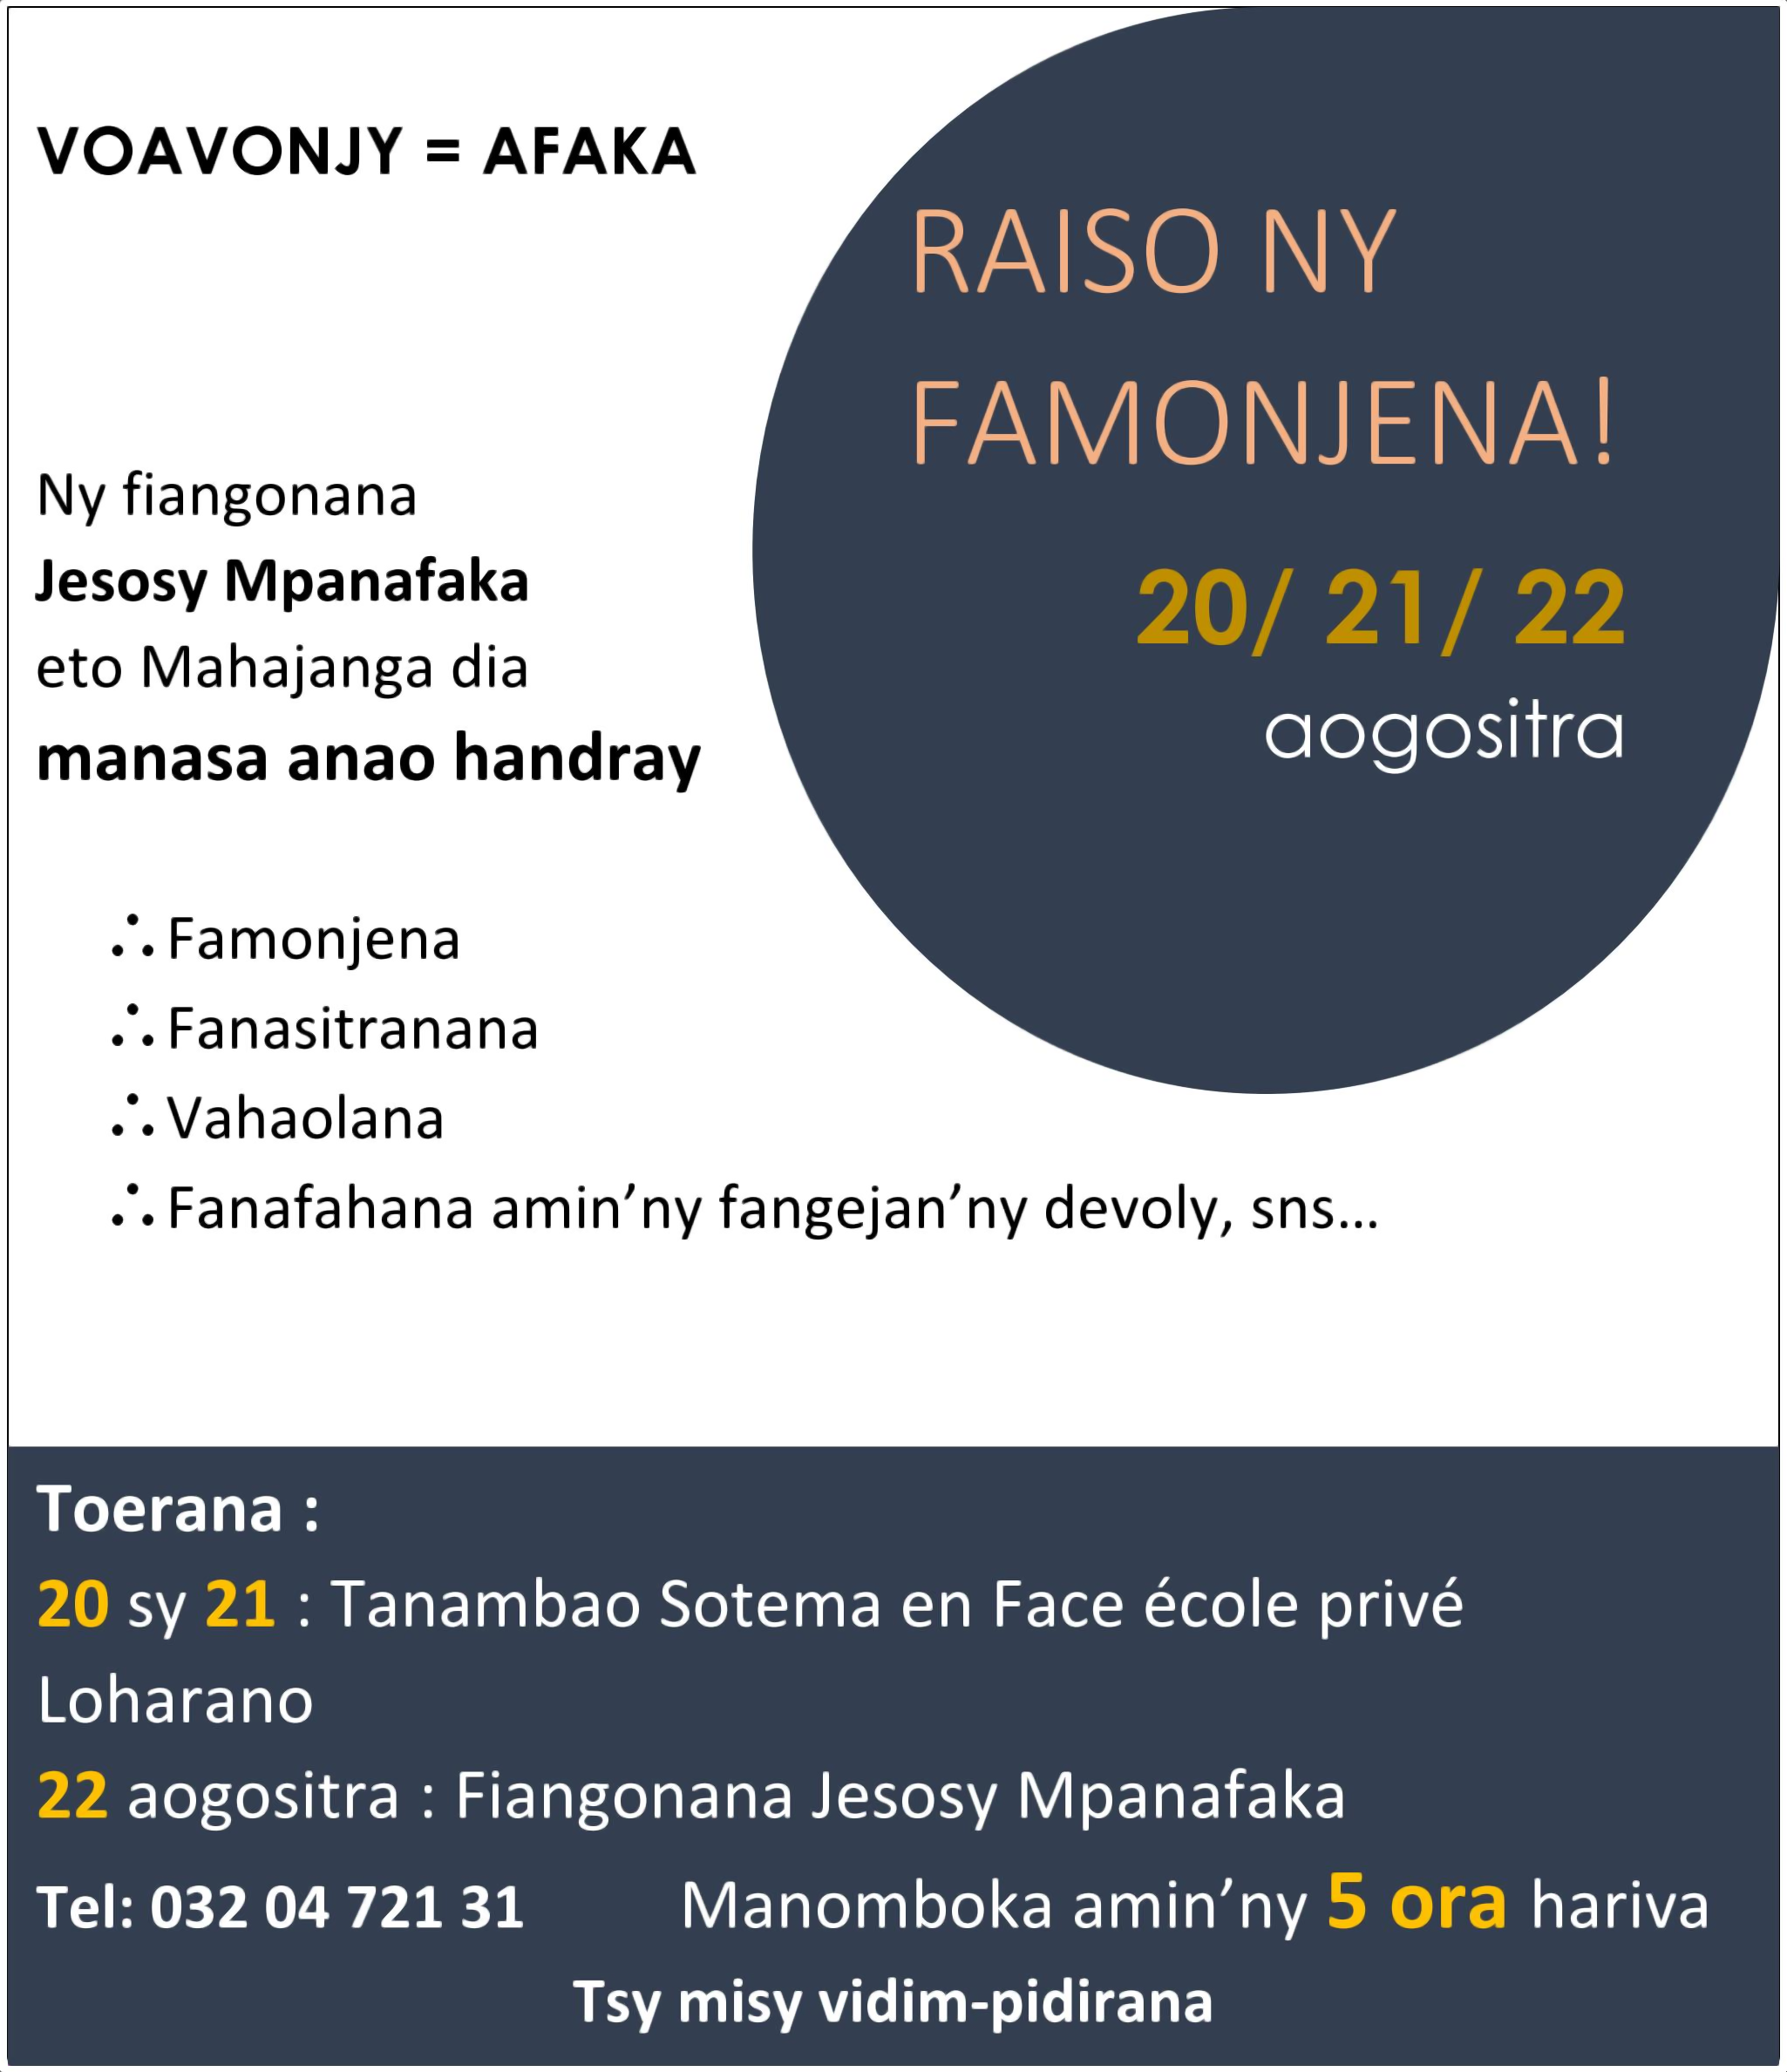 VOAVONJY = AFAKA
RAISO NY
FAMONJENA!
20/ 21/ 22
aogositra
Ny fiangonana
Jesosy Mpanafaka
eto Mahajanga dia
manasa anao handray
∴ Famonjena
∴ Fanasitranana
∴ Vahaolana
∴ Fanafahana amin’ny fangejan’ny devoly, sns...
Toerana :
20 sy 21 : Tanambao Sotema en Face école privé
Loharano
22 aogositra : Fiangonana Jesosy Mpanafaka
Tel: 032 04 721 31 Manomboka amin’ny 5 ora hariva
Tsy misy vidim-pidirana